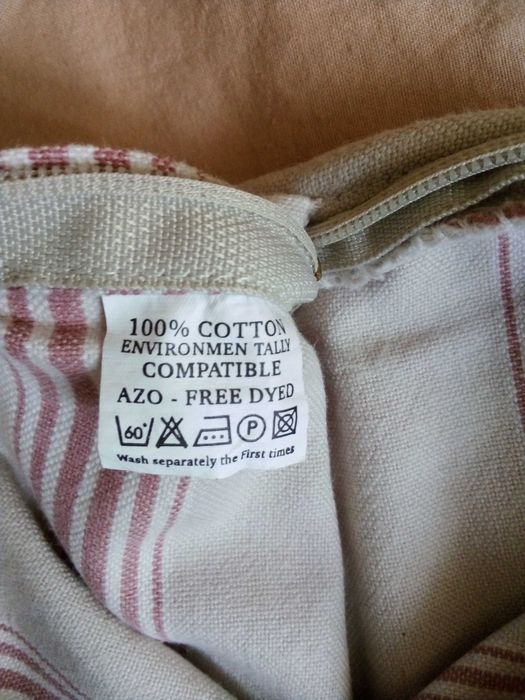 100% COTTON
ENVIRONMEN TALLY
COMPATIBLE
AZO - FREE DYED
60° P
Wash separately the First times